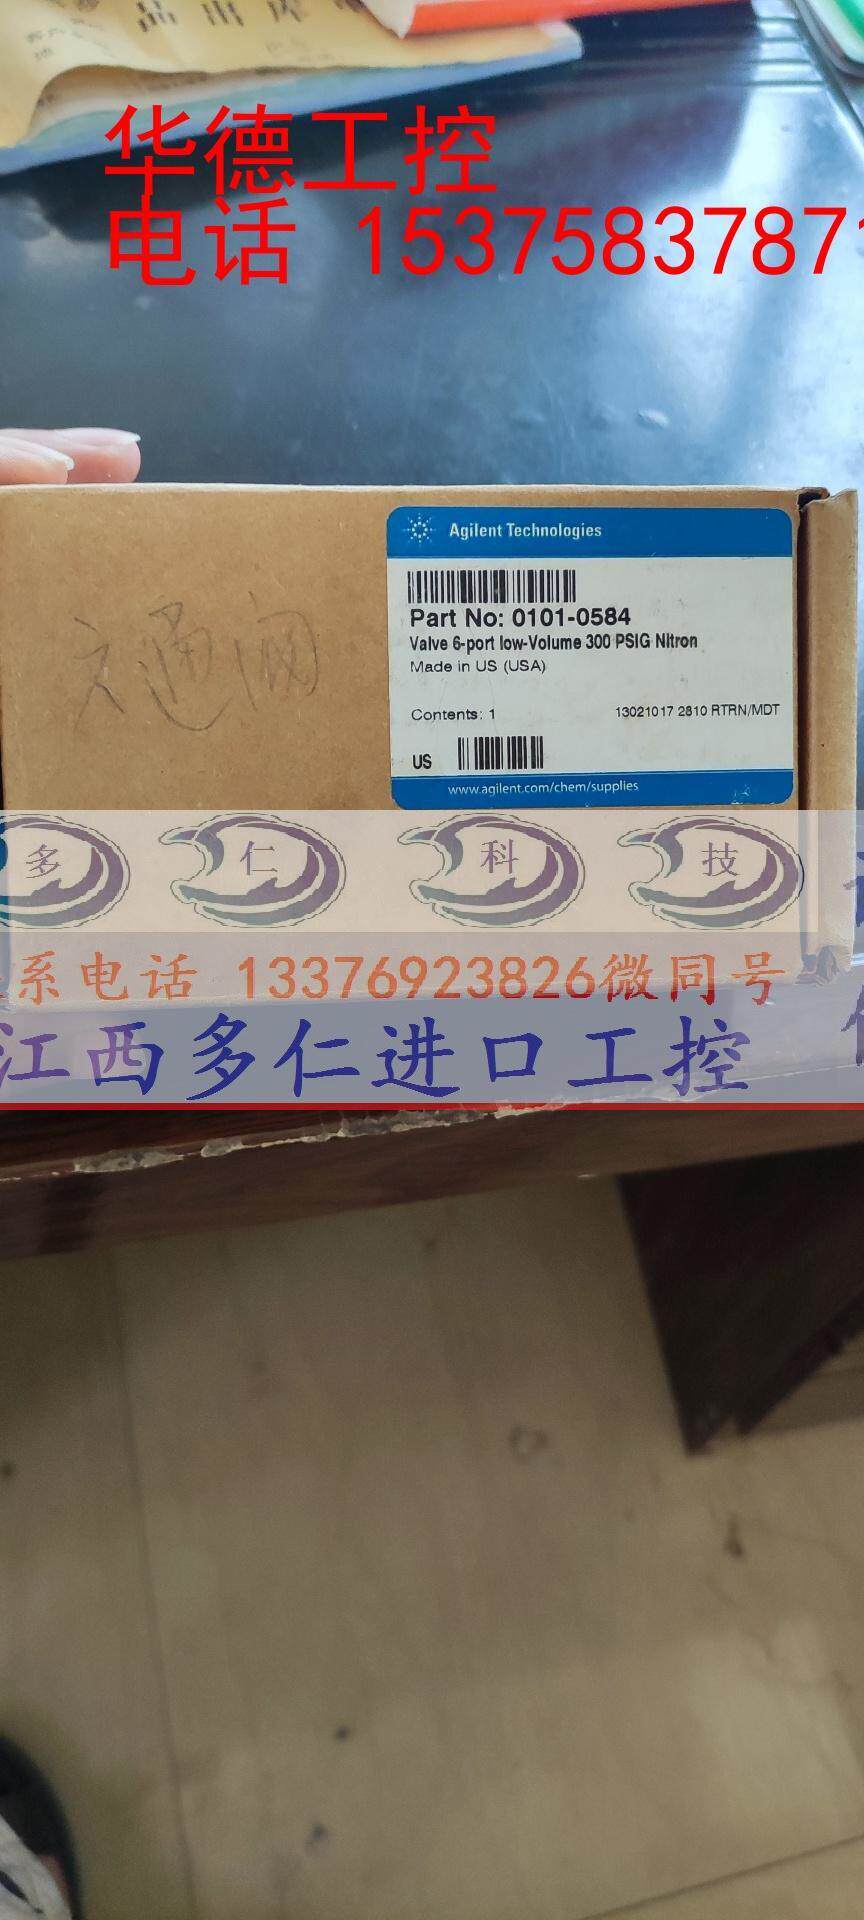 品出库
华德工控
电话 1537583787
Agilent Technologies
Part No: 0101-0584
Valve 6-port low-Volume 300 PSIG Nitron
Made in US (USA)
Contents: 1
13021017 2810 RTRN/MDT
US
www.agilent.com/chem/supplies
六通阀
多 仁 科 技
系电话 13376923826微同号
江西多仁进口工控